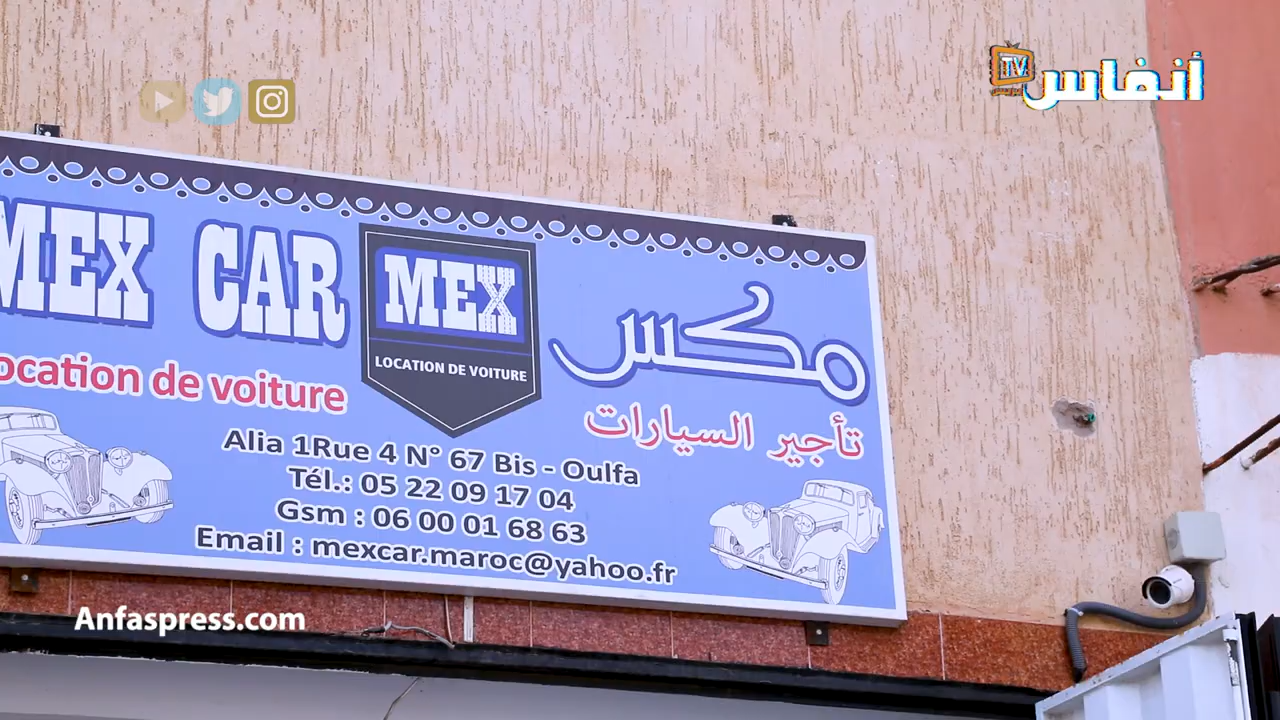 TV أنفاس
MEX CAR
MEX
LOCATION DE VOITURE
مكس
ocation de voiture
تأجير السيارات
Alia 1Rue 4 N° 67 Bis - Oulfa
Tél.: 05 22 09 17 04
Gsm : 06 00 01 68 63
Email : mexcar.maroc@yahoo.fr
Anfaspress.com